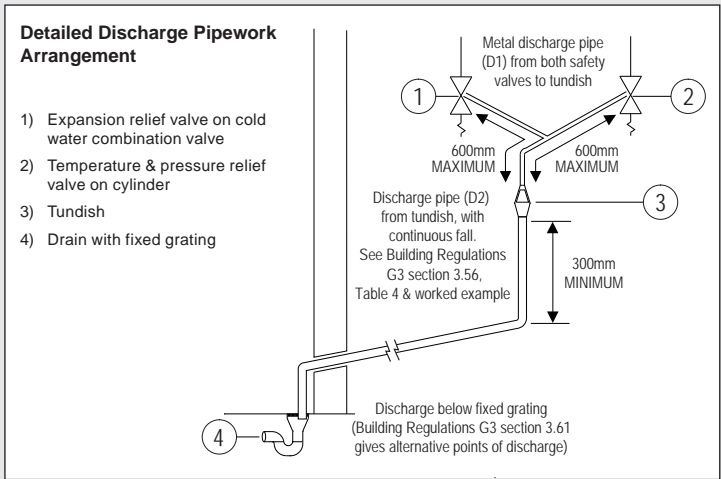 Detailed Discharge Pipework
Arrangement
1) Expansion relief valve on cold
water combination valve
2) Temperature & pressure relief
valve on cylinder
3) Tundish
4) Drain with fixed grating
Metal discharge pipe
(D1) from both safety
valves to tundish
1
2
600mm
MAXIMUM
600mm
MAXIMUM
3
Discharge pipe (D2)
from tundish, with
continuous fall.
See Building Regulations
G3 section 3.56,
Table 4 & worked example
300mm
MINIMUM
4
Discharge below fixed grating
(Building Regulations G3 section 3.61
gives alternative points of discharge)